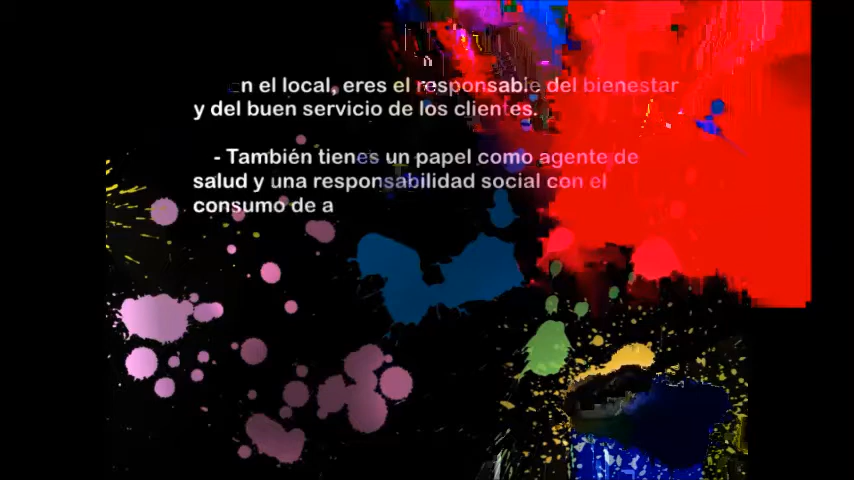 n el local, eres el responsable del bienestar
y del buen servicio de los clientes.
- También tienes un papel como agente de
salud y una responsabilidad social con el
consumo de a